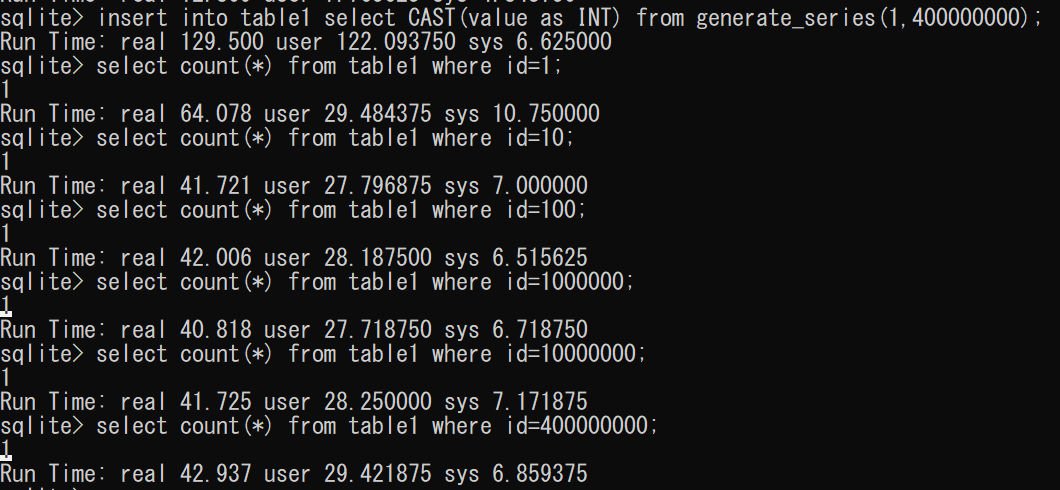 sqlite> insert into table1 select CAST(value as INT) from generate_series(1,400000000);
Run Time: real 129.500 user 122.093750 sys 6.625000
sqlite> select count(*) from table1 where id=1;
1
Run Time: real 64.078 user 29.484375 sys 10.750000
sqlite> select count(*) from table1 where id=10;
1
Run Time: real 41.721 user 27.796875 sys 7.000000
sqlite> select count(*) from table1 where id=100;
1
Run Time: real 42.006 user 28.187500 sys 6.515625
sqlite> select count(*) from table1 where id=1000000;
1
Run Time: real 40.818 user 27.718750 sys 6.718750
sqlite> select count(*) from table1 where id=10000000;
1
Run Time: real 41.725 user 28.250000 sys 7.171875
sqlite> select count(*) from table1 where id=400000000;
1
Run Time: real 42.937 user 29.421875 sys 6.859375